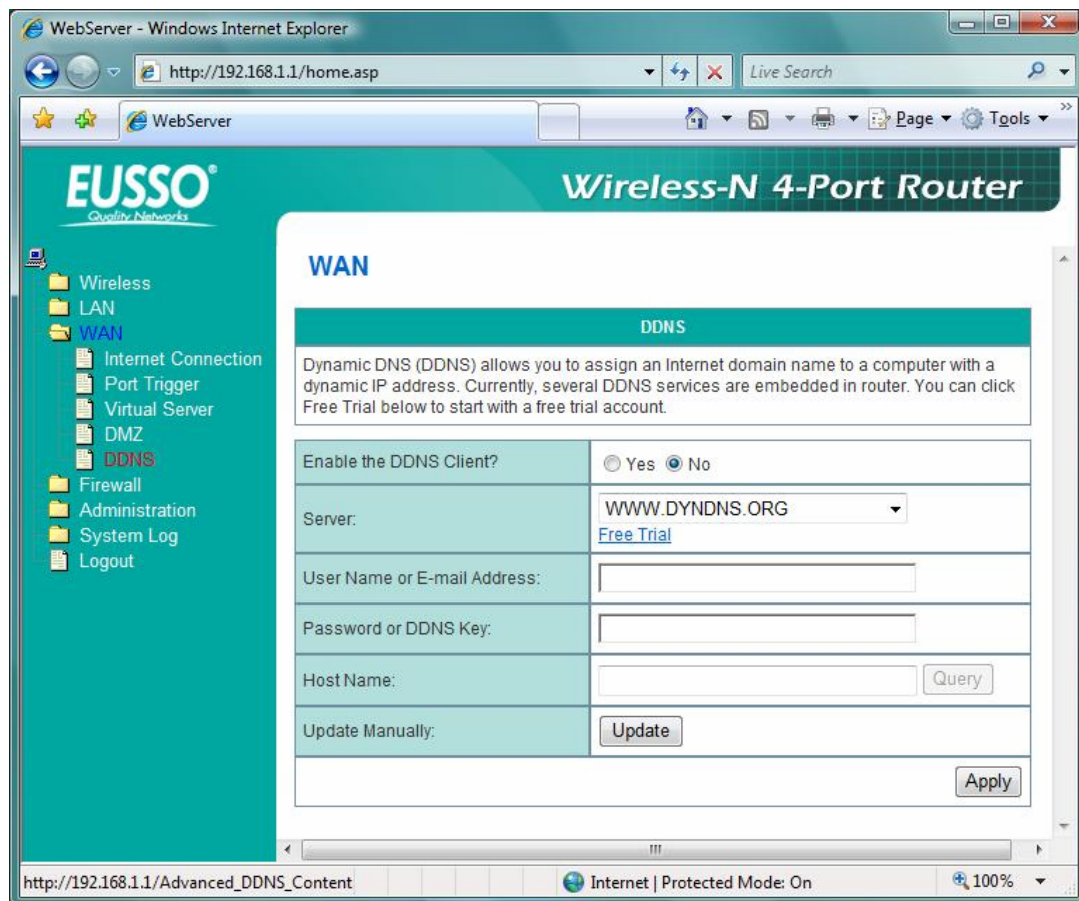 WebServer - Windows Internet Explorer
http://192.168.1.1/home.asp
Live Search
WebServer
Page
Tools
EUSSO®
Quality Networks
Wireless-N 4-Port Router
Wireless
LAN
WAN
Internet Connection
Port Trigger
Virtual Server
DMZ
DDNS
Firewall
Administration
System Log
Logout
WAN
DDNS
Dynamic DNS (DDNS) allows you to assign an Internet domain name to a computer with a
dynamic IP address. Currently, several DDNS services are embedded in router. You can click
Free Trial below to start with a free trial account.
Enable the DDNS Client?
Yes No
Server:
WWW.DYNDNS.ORG
Free Trial
User Name or E-mail Address:
Password or DDNS Key:
Host Name:
Query
Update Manually:
Update
Apply
http://192.168.1.1/Advanced_DDNS_Content
Internet | Protected Mode: On
100%